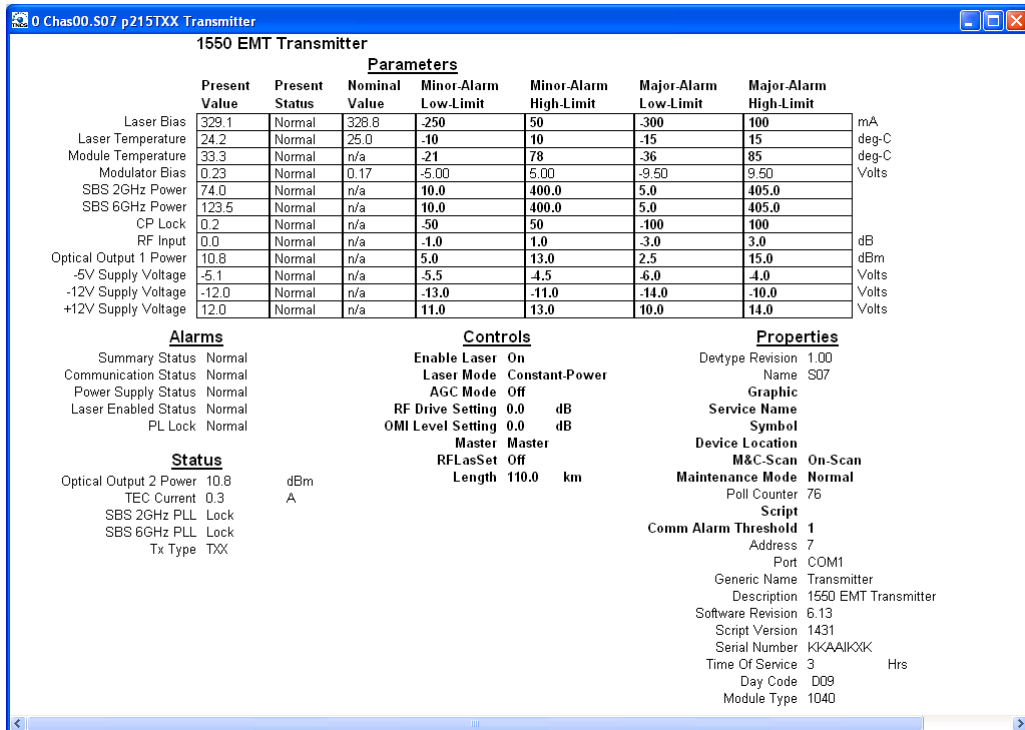 TNCS 0 Chas00.S07 p215TXX Transmitter
1550 EMT Transmitter
Parameters
Present Present Nominal Minor-Alarm Minor-Alarm Major-Alarm Major-Alarm
Value Status Value Low-Limit High-Limit Low-Limit High-Limit
Laser Bias 329.1 Normal 328.8 -250 50 -300 100 mA
Laser Temperature 24.2 Normal 25.0 -10 10 -15 15 deg-C
Module Temperature 33.3 Normal n/a -21 78 -36 85 deg-C
Modulator Bias 0.23 Normal 0.17 -5.00 5.00 -9.50 9.50 Volts
SBS 2GHz Power 74.0 Normal n/a 10.0 400.0 5.0 405.0
SBS 6GHz Power 123.5 Normal n/a 10.0 400.0 5.0 405.0
CP Lock 0.2 Normal n/a -50 50 -100 100
RF Input 0.0 Normal n/a -1.0 1.0 -3.0 3.0 dB
Optical Output 1 Power 10.8 Normal n/a 5.0 13.0 2.5 15.0 dBm
-5V Supply Voltage -5.1 Normal n/a -5.5 -4.5 -6.0 -4.0 Volts
-12V Supply Voltage -12.0 Normal n/a -13.0 -11.0 -14.0 -10.0 Volts
+12V Supply Voltage 12.0 Normal n/a 11.0 13.0 10.0 14.0 Volts
Alarms
Summary Status Normal
Communication Status Normal
Power Supply Status Normal
Laser Enabled Status Normal
PL Lock Normal
Status
Optical Output 2 Power 10.8 dBm
TEC Current 0.3 A
SBS 2GHz PLL Lock
SBS 6GHz PLL Lock
Tx Type TXX
Controls
Enable Laser On
Laser Mode Constant-Power
AGC Mode Off
RF Drive Setting 0.0 dB
OMI Level Setting 0.0 dB
Master Master
RFLasSet Off
Length 110.0 km
Properties
Devtype Revision 1.00
Name S07
Graphic
Service Name
Symbol
Device Location
M&C-Scan On-Scan
Maintenance Mode Normal
Poll Counter 76
Script
Comm Alarm Threshold 1
Address 7
Port COM1
Generic Name Transmitter
Description 1550 EMT Transmitter
Software Revision 6.13
Script Version 1431
Serial Number KKAAIKXK
Time Of Service 3 Hrs
Day Code D09
Module Type 1040